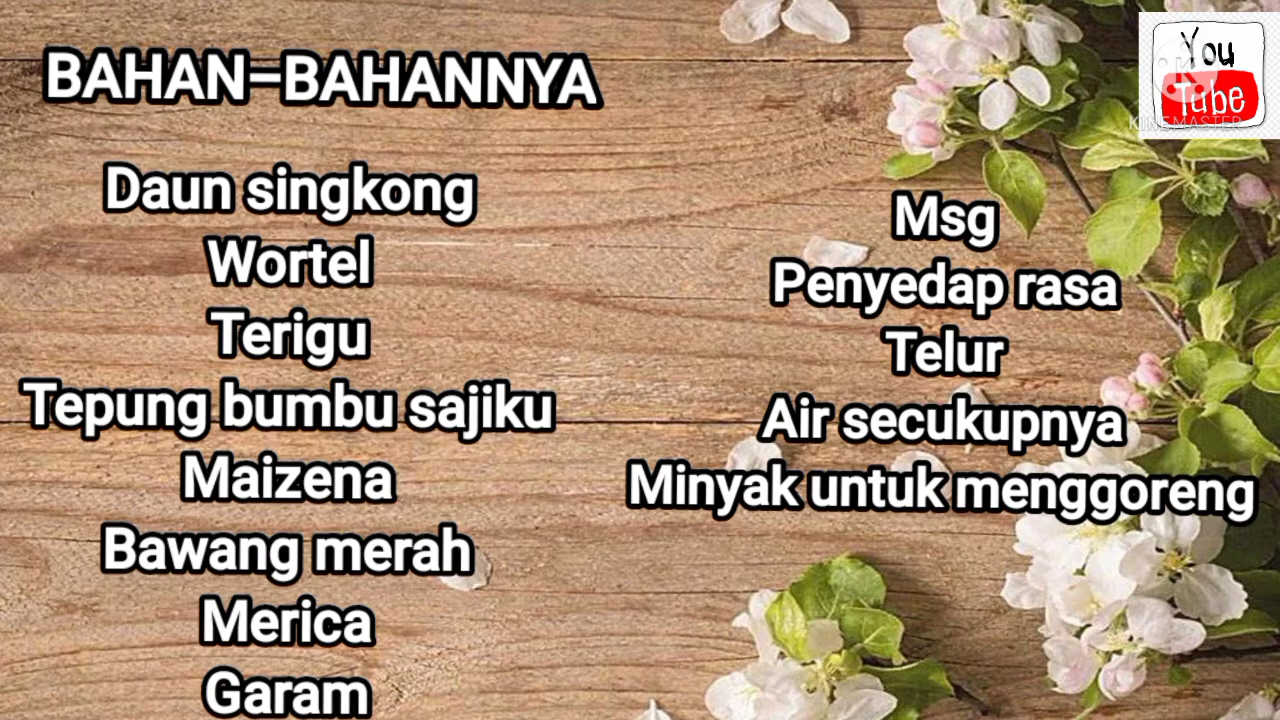 BAHAN-BAHANNYA
Daun singkong
Wortel
Terigu
Tepung bumbu sajiku
Maizena
Bawang merah
Merica
Garam
Msg
Penyedap rasa
Telur
Air secukupnya
Minyak untuk menggoreng
You
Tube
KINEMASTER